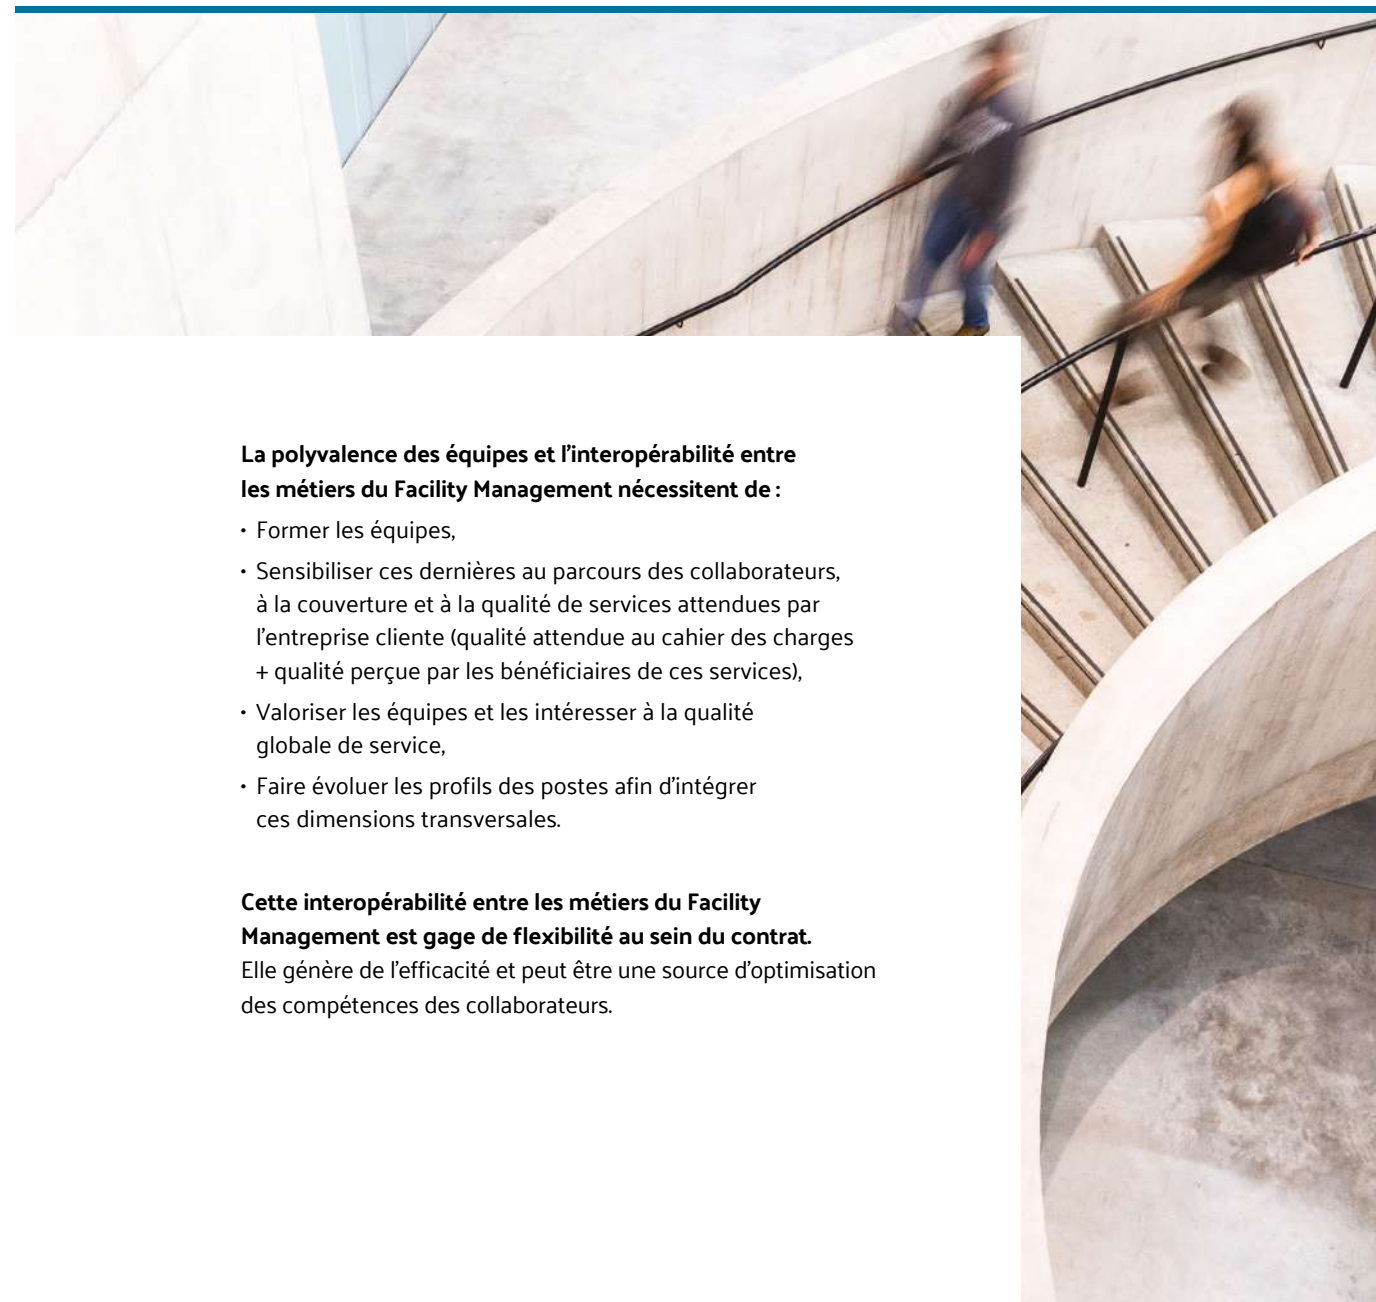 La polyvalence des équipes et l’interopérabilité entre
les métiers du Facility Management nécessitent de :
• Former les équipes,
• Sensibiliser ces dernières au parcours des collaborateurs,
à la couverture et à la qualité de services attendues par
l’entreprise cliente (qualité attendue au cahier des charges
+ qualité perçue par les bénéficiaires de ces services),
• Valoriser les équipes et les intéresser à la qualité
globale de service,
• Faire évoluer les profils des postes afin d’intégrer
ces dimensions transversales.
Cette interopérabilité entre les métiers du Facility
Management est gage de flexibilité au sein du contrat.
Elle génère de l’efficacité et peut être une source d’optimisation
des compétences des collaborateurs.